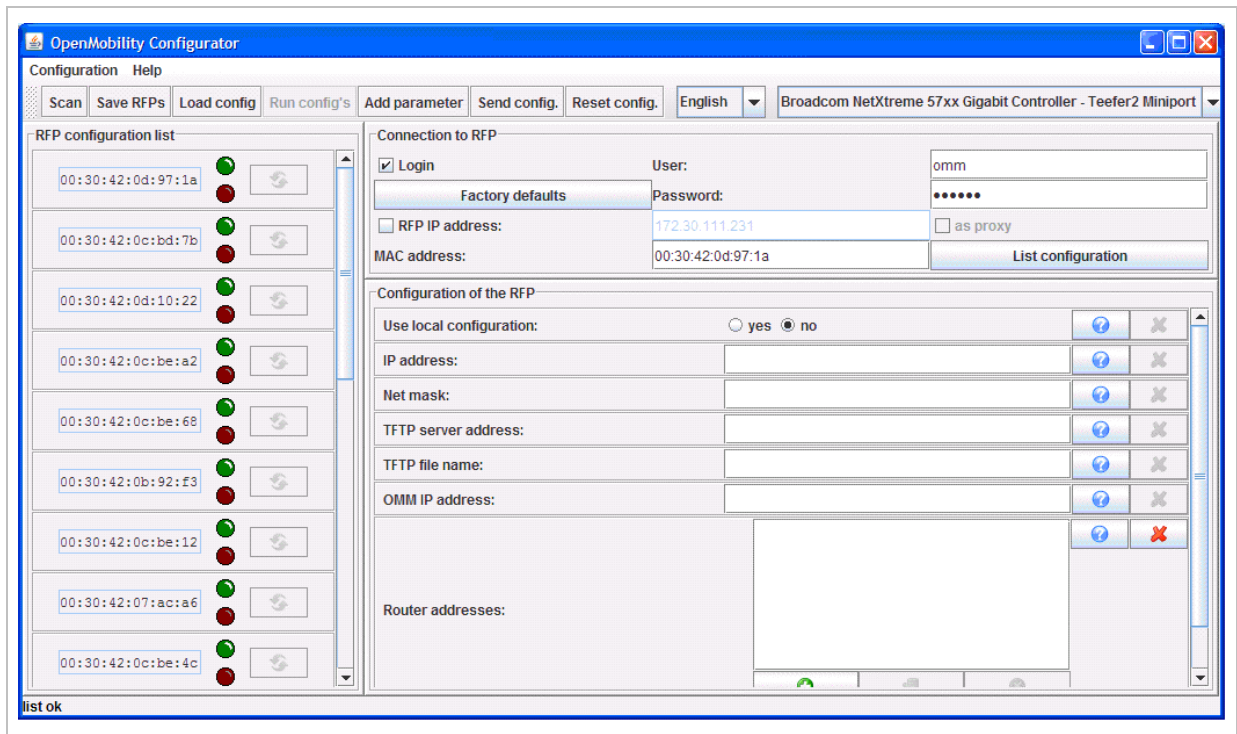 OpenMobility Configurator
Configuration Help
Scan Save RFPs Load config Run config's Add parameter Send config. Reset config. English Broadcom NetXtreme 57xx Gigabit Controller - Teefer2 Miniport
RFP configuration list
00:30:42:0d:97:1a
00:30:42:0c:bd:7b
00:30:42:0d:10:22
00:30:42:0c:be:a2
00:30:42:0c:be:68
00:30:42:0b:92:f3
00:30:42:0c:be:12
00:30:42:07:ac:a6
00:30:42:0c:be:4c
Connection to RFP
Login User: omm
Factory defaults Password: ••••••
RFP IP address: 172.30.111.231 as proxy
MAC address: 00:30:42:0d:97:1a List configuration
Configuration of the RFP
Use local configuration: yes no
IP address:
Net mask:
TFTP server address:
TFTP file name:
OMM IP address:
Router addresses:
list ok